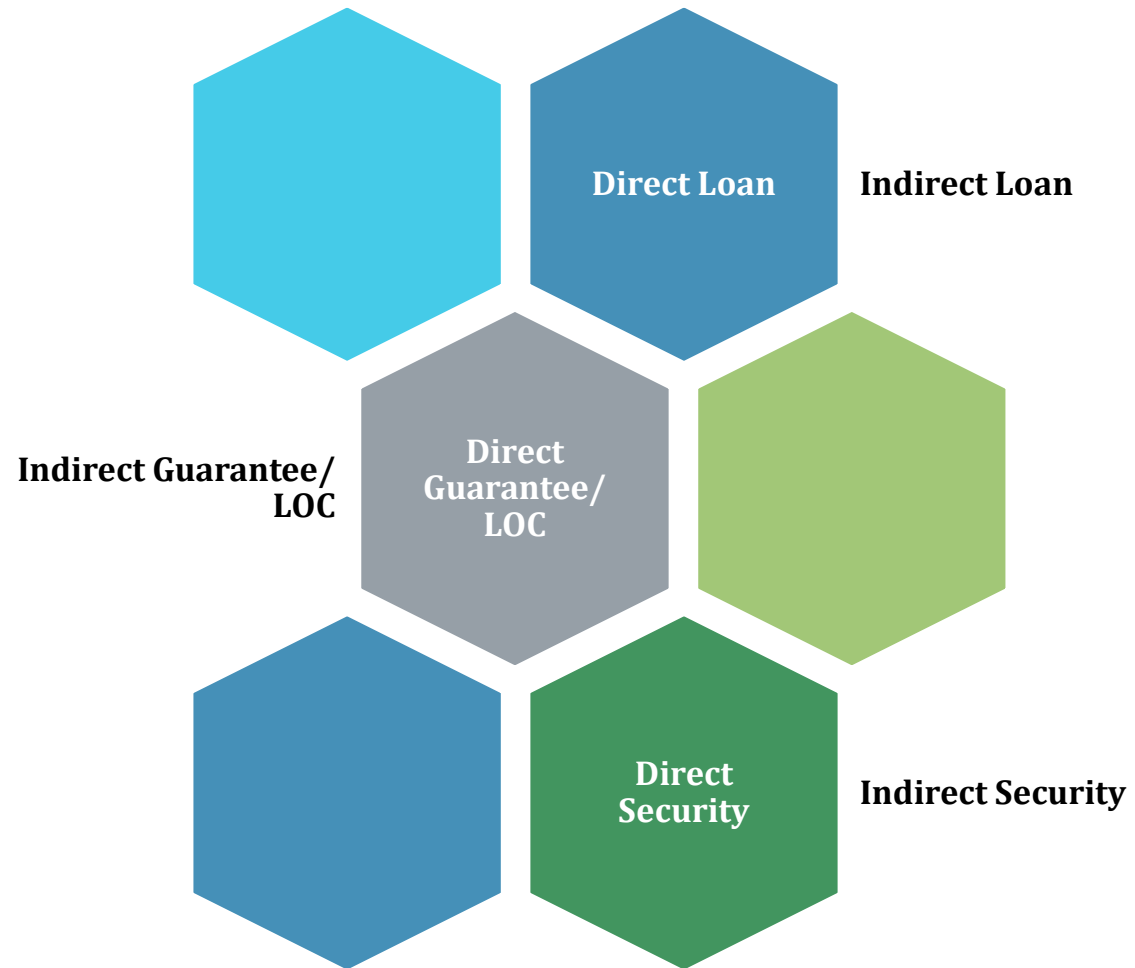 Direct Loan
Indirect Loan
Indirect Guarantee/
LOC
Direct
Guarantee/
LOC
Direct
Security
Indirect Security